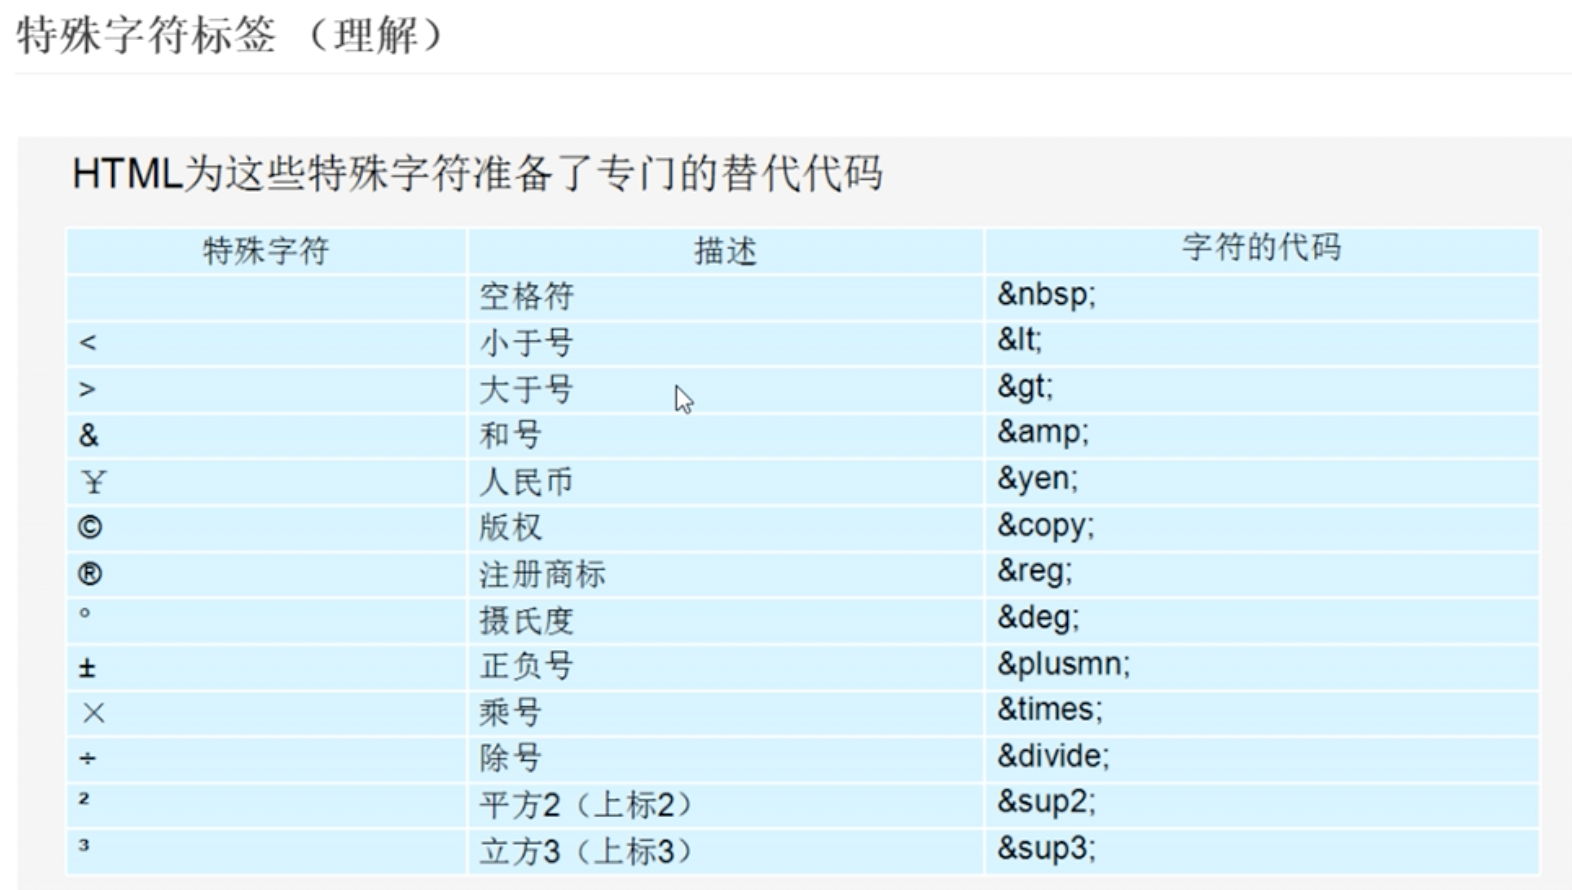 特殊字符标签 （理解）
HTML为这些特殊字符准备了专门的替代代码
特殊字符 描述 字符的代码
空格符 &nbsp;
< 小于号 &lt;
> 大于号 &gt;
& 和号 &amp;
¥ 人民币 &yen;
© 版权 &copy;
® 注册商标 &reg;
° 摄氏度 &deg;
± 正负号 &plusmn;
× 乘号 &times;
÷ 除号 &divide;
² 平方2（上标2） &sup2;
³ 立方3（上标3） &sup3;